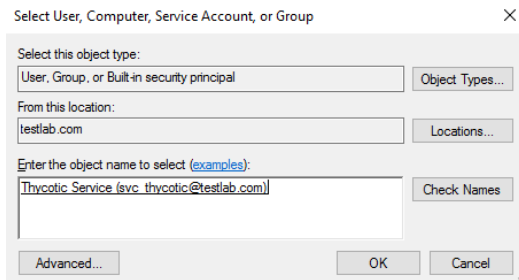 Select User, Computer, Service Account, or Group
Select this object type:
User, Group, or Built-in security principal
Object Types...
From this location:
testlab.com
Locations...
Enter the object name to select (examples):
Thycotic Service (svc_thycotic@testlab.com)
Check Names
Advanced...
OK
Cancel